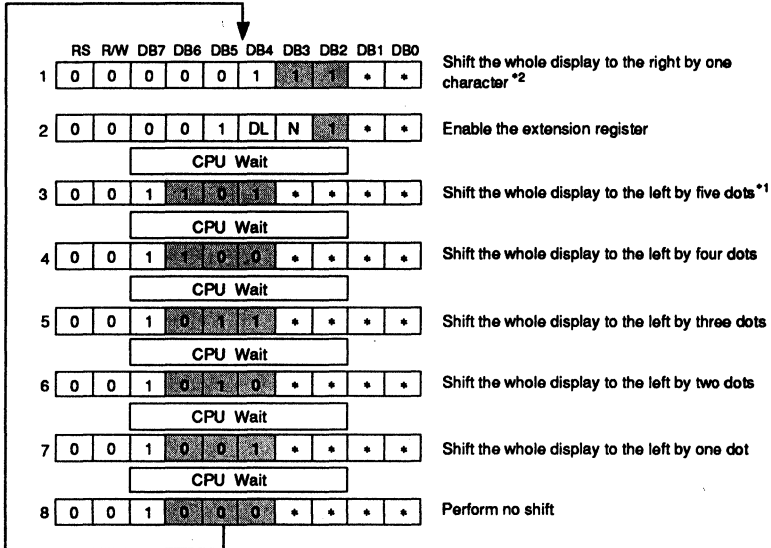 RS R/W DB7 DB6 DB5 DB4 DB3 DB2 DB1 DB0
1 0 0 0 0 0 1 1 1 * * Shift the whole display to the right by one
character *2
2 0 0 0 0 1 DL N 1 * * Enable the extension register
CPU Wait
3 0 0 1 1 0 1 * * * * Shift the whole display to the left by five dots*1
CPU Wait
4 0 0 1 1 0 0 * * * * Shift the whole display to the left by four dots
CPU Wait
5 0 0 1 0 1 1 * * * * Shift the whole display to the left by three dots
CPU Wait
6 0 0 1 0 1 0 * * * * Shift the whole display to the left by two dots
CPU Wait
7 0 0 1 0 0 1 * * * * Shift the whole display to the left by one dot
CPU Wait
8 0 0 1 0 0 0 * * * * Perform no shift